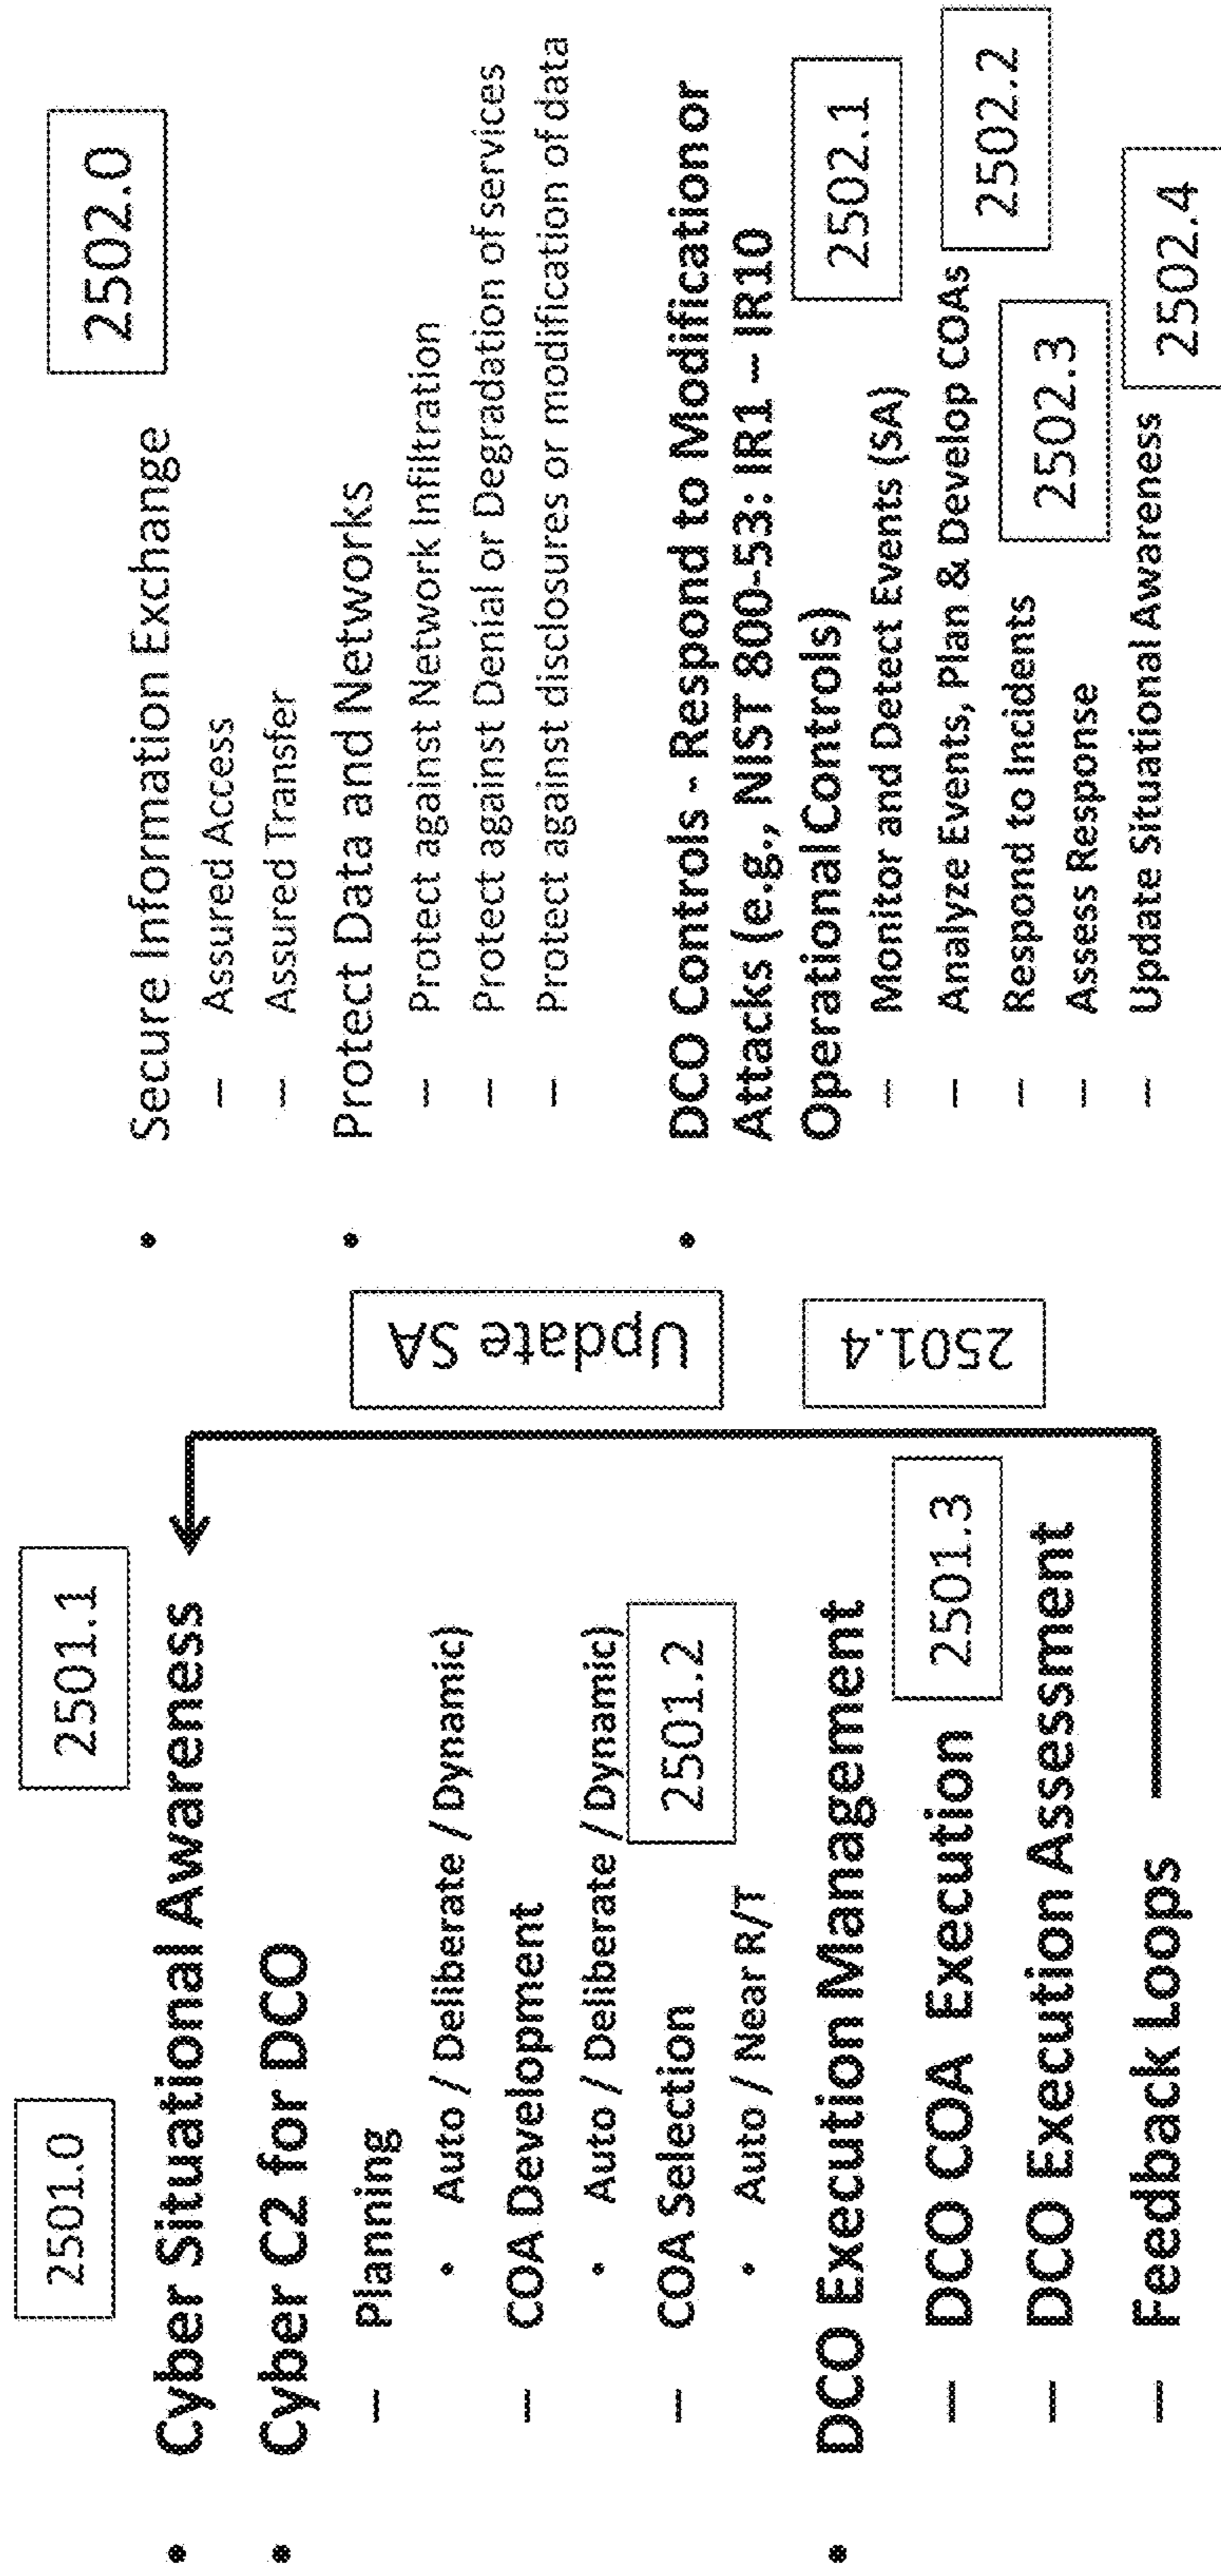 2501.0
2501.1
• Cyber Situational Awareness
• Cyber C2 for DCO
– Planning
• Auto / Deliberate / Dynamic)
– COA Development
• Auto / Deliberate / Dynamic)
– COA Selection
2501.2
• Auto / Near R/T
• DCO Execution Management
– DCO COA Execution
2501.3
– DCO Execution Assessment
– Feedback Loops
Update SA
2501.4
2502.0
• Secure Information Exchange
– Assured Access
– Assured Transfer
• Protect Data and Networks
– Protect against Network Infiltration
– Protect against Denial or Degradation of services
– Protect against disclosures or modification of data
• DCO Controls - Respond to Modification or
Attacks (e.g., NIST 800-53: IR1 – IR10
Operational Controls)
2502.1
– Monitor and Detect Events (SA)
– Analyze Events, Plan & Develop COAs
2502.2
– Respond to Incidents
2502.3
– Assess Response
– Update Situational Awareness
2502.4